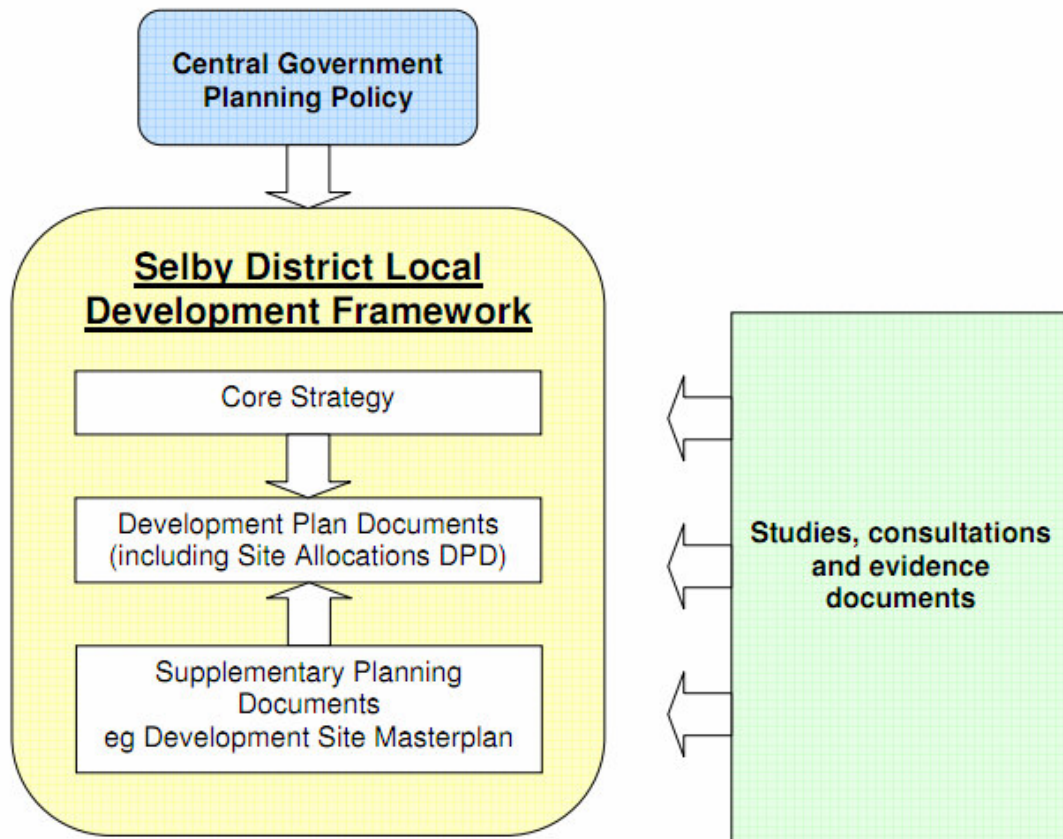 Central Government
Planning Policy
Selby District Local
Development Framework
Core Strategy
Development Plan Documents
(including Site Allocations DPD)
Supplementary Planning
Documents
eg Development Site Masterplan
Studies, consultations
and evidence
documents